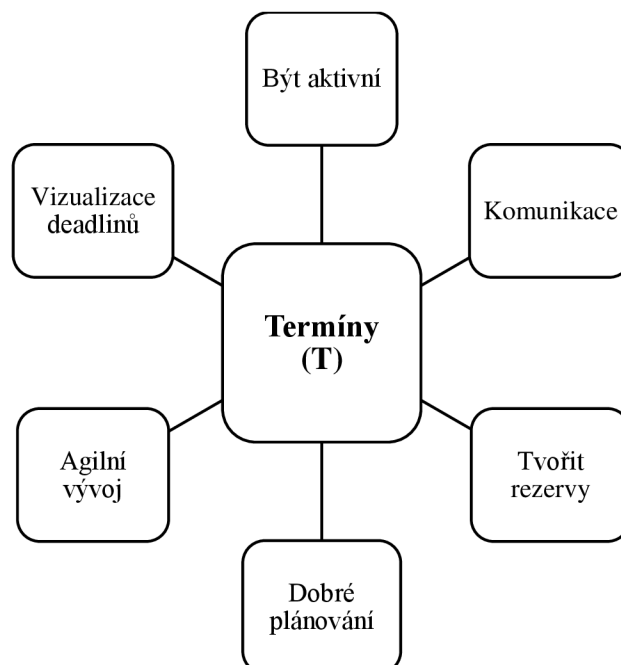 Být aktivní
Vizualizace
deadlinů
Komunikace
Termíny
(T)
Agilní
vývoj
Tvořit
rezervy
Dobré
plánování